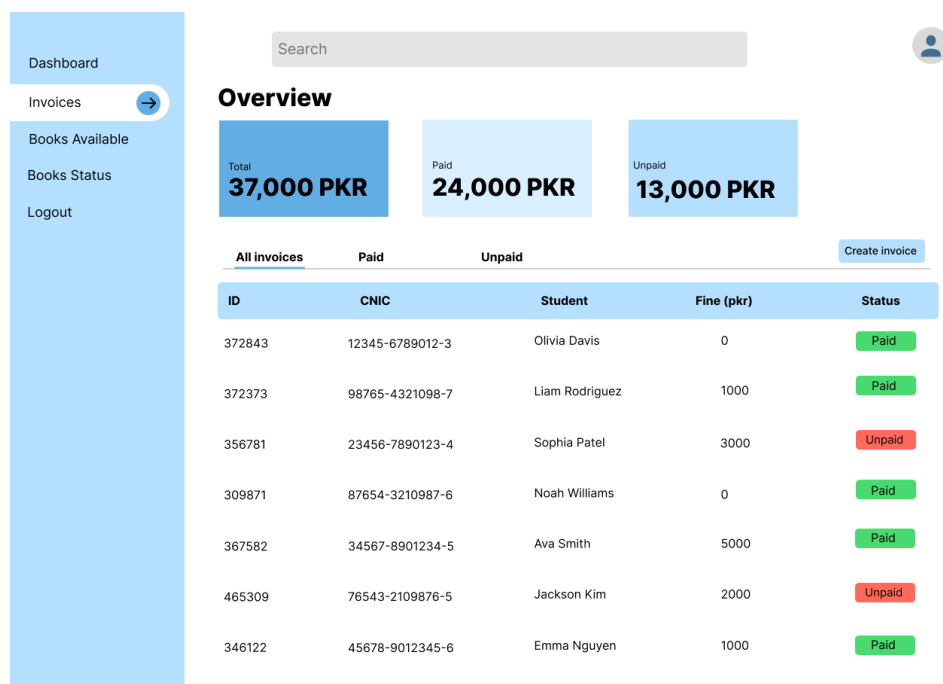 Search
Dashboard
Invoices
Books Available
Books Status
Logout
Overview
Total
37,000 PKR
Paid
24,000 PKR
Unpaid
13,000 PKR
All invoices Paid Unpaid Create invoice
ID CNIC Student Fine (pkr) Status
372843 12345-6789012-3 Olivia Davis 0 Paid
372373 98765-4321098-7 Liam Rodriguez 1000 Paid
356781 23456-7890123-4 Sophia Patel 3000 Unpaid
309871 87654-3210987-6 Noah Williams 0 Paid
367582 34567-8901234-5 Ava Smith 5000 Paid
465309 76543-2109876-5 Jackson Kim 2000 Unpaid
346122 45678-9012345-6 Emma Nguyen 1000 Paid